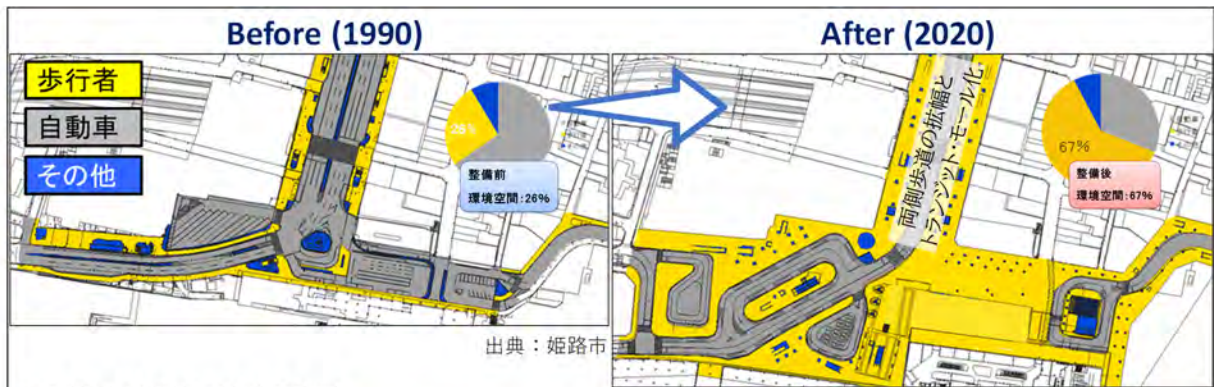 Before (1990)
After (2020)
歩行者
自動車
その他
26%
整備前
環境空間:26%
両側歩道の拡幅と
トランジット・モール化
67%
整備後
環境空間:67%
出典：姫路市